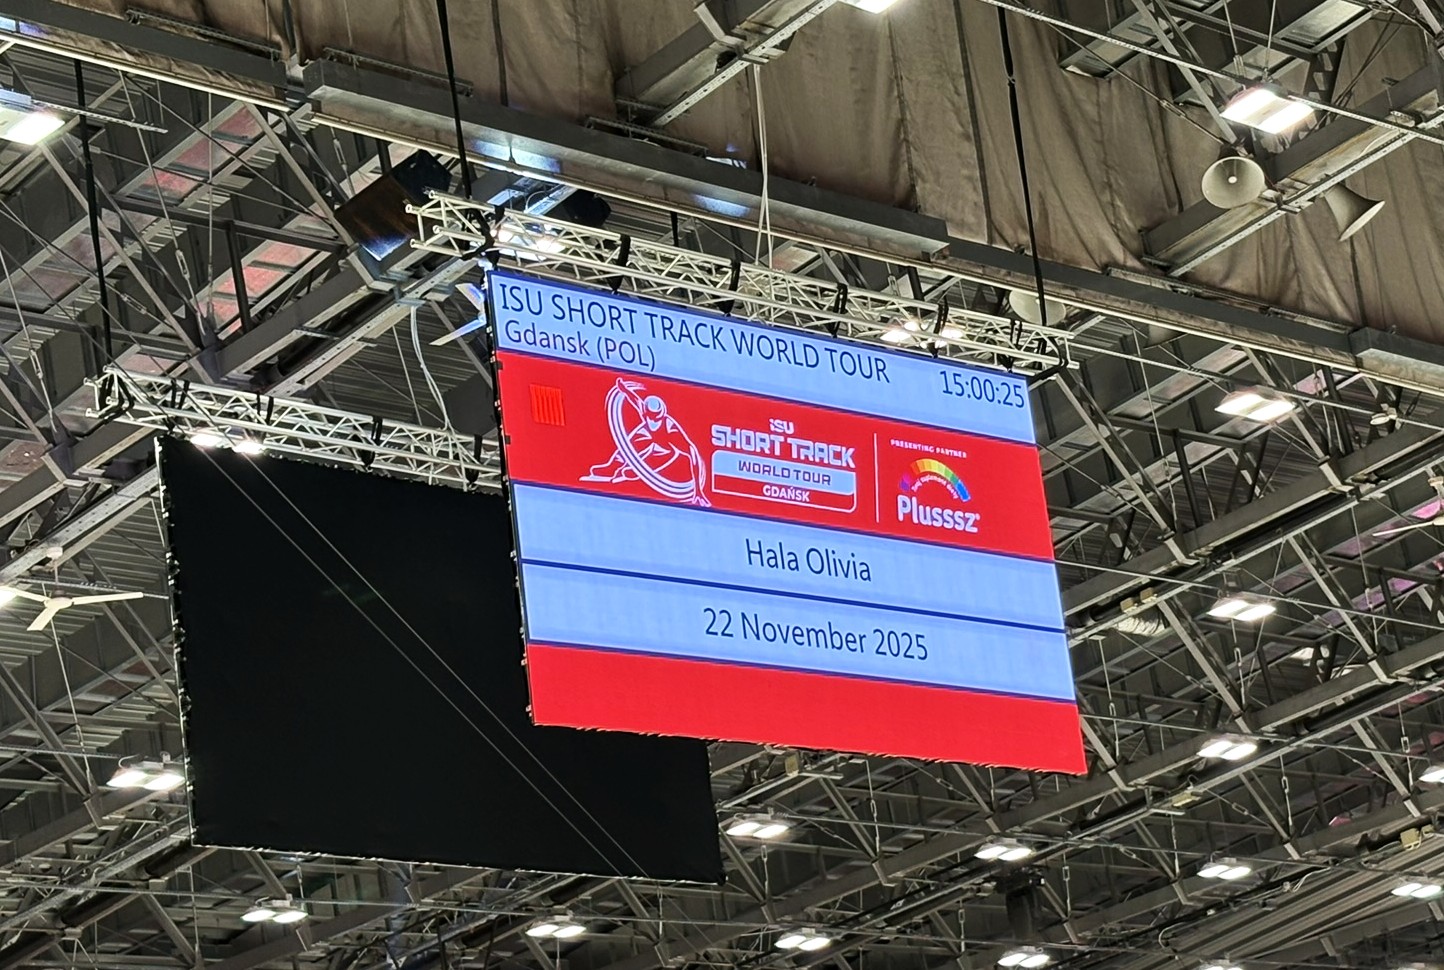 ISU SHORT TRACK WORLD TOUR
Gdansk (POL)
15:00:25
ISU
SHORT TRACK
WORLD TOUR
GDAŃSK
PRESENTING PARTNER
Plusssz®
Hala Olivia
22 November 2025